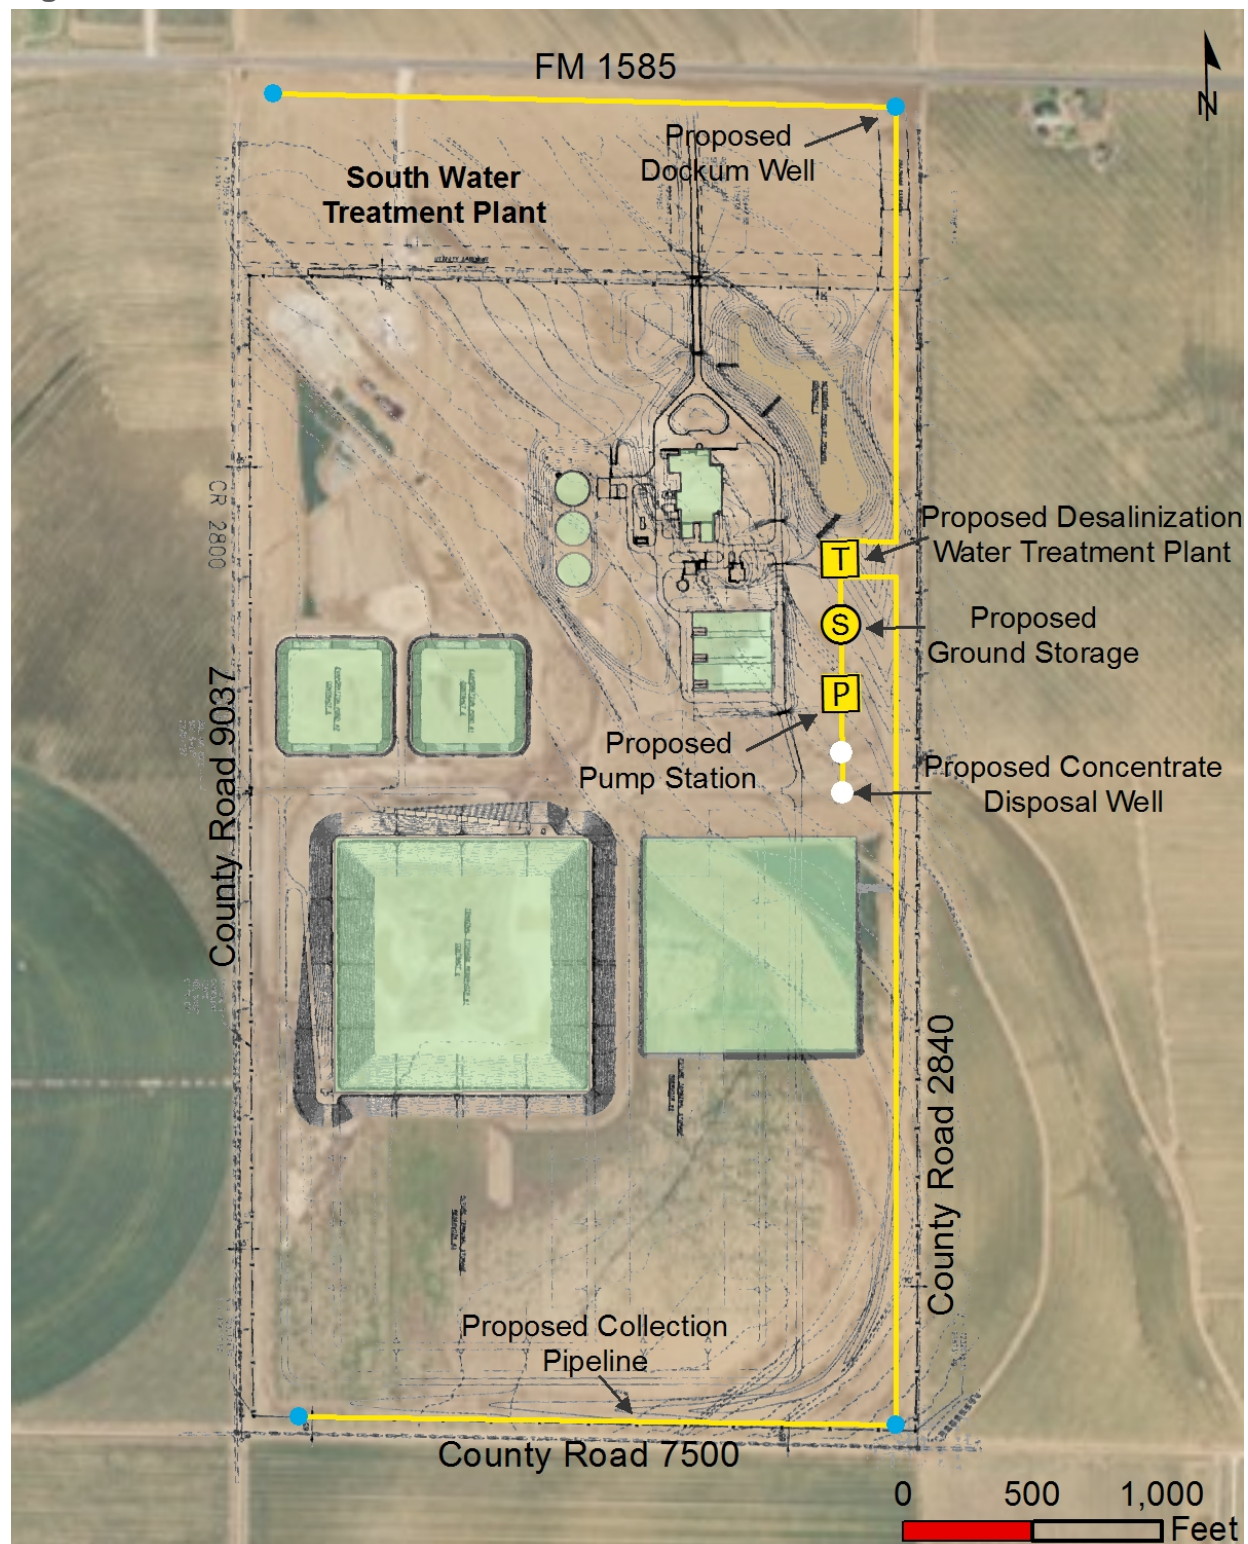 FM 1585
N
Proposed
Dockum Well
South Water
Treatment Plant
CR 2800
Proposed Desalinization
Water Treatment Plant
T
S
Proposed
Ground Storage
P
County Road 9037
Proposed
Pump Station
Proposed Concentrate
Disposal Well
County Road 2840
Proposed Collection
Pipeline
County Road 7500
0 500 1,000
Feet